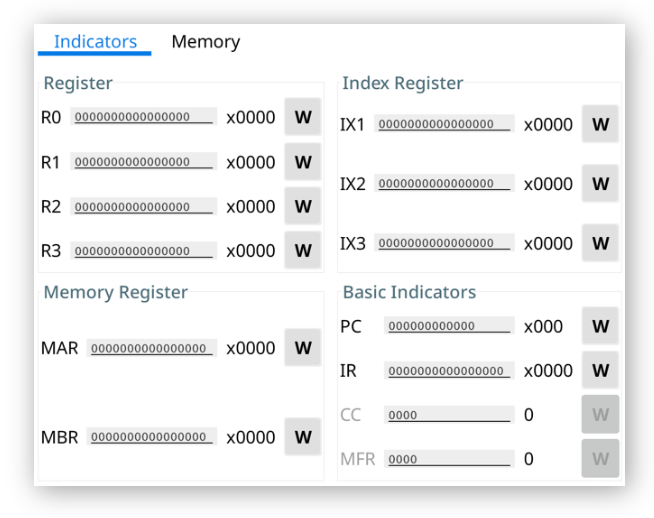 Indicators Memory
Register
R0 0000000000000000 x0000 W
R1 0000000000000000 x0000 W
R2 0000000000000000 x0000 W
R3 0000000000000000 x0000 W
Index Register
IX1 0000000000000000 x0000 W
IX2 0000000000000000 x0000 W
IX3 0000000000000000 x0000 W
Memory Register
MAR 0000000000000000 x0000 W
MBR 0000000000000000 x0000 W
Basic Indicators
PC 000000000000 x000 W
IR 0000000000000000 x0000 W
CC 0000 0 W
MFR 0000 0 W